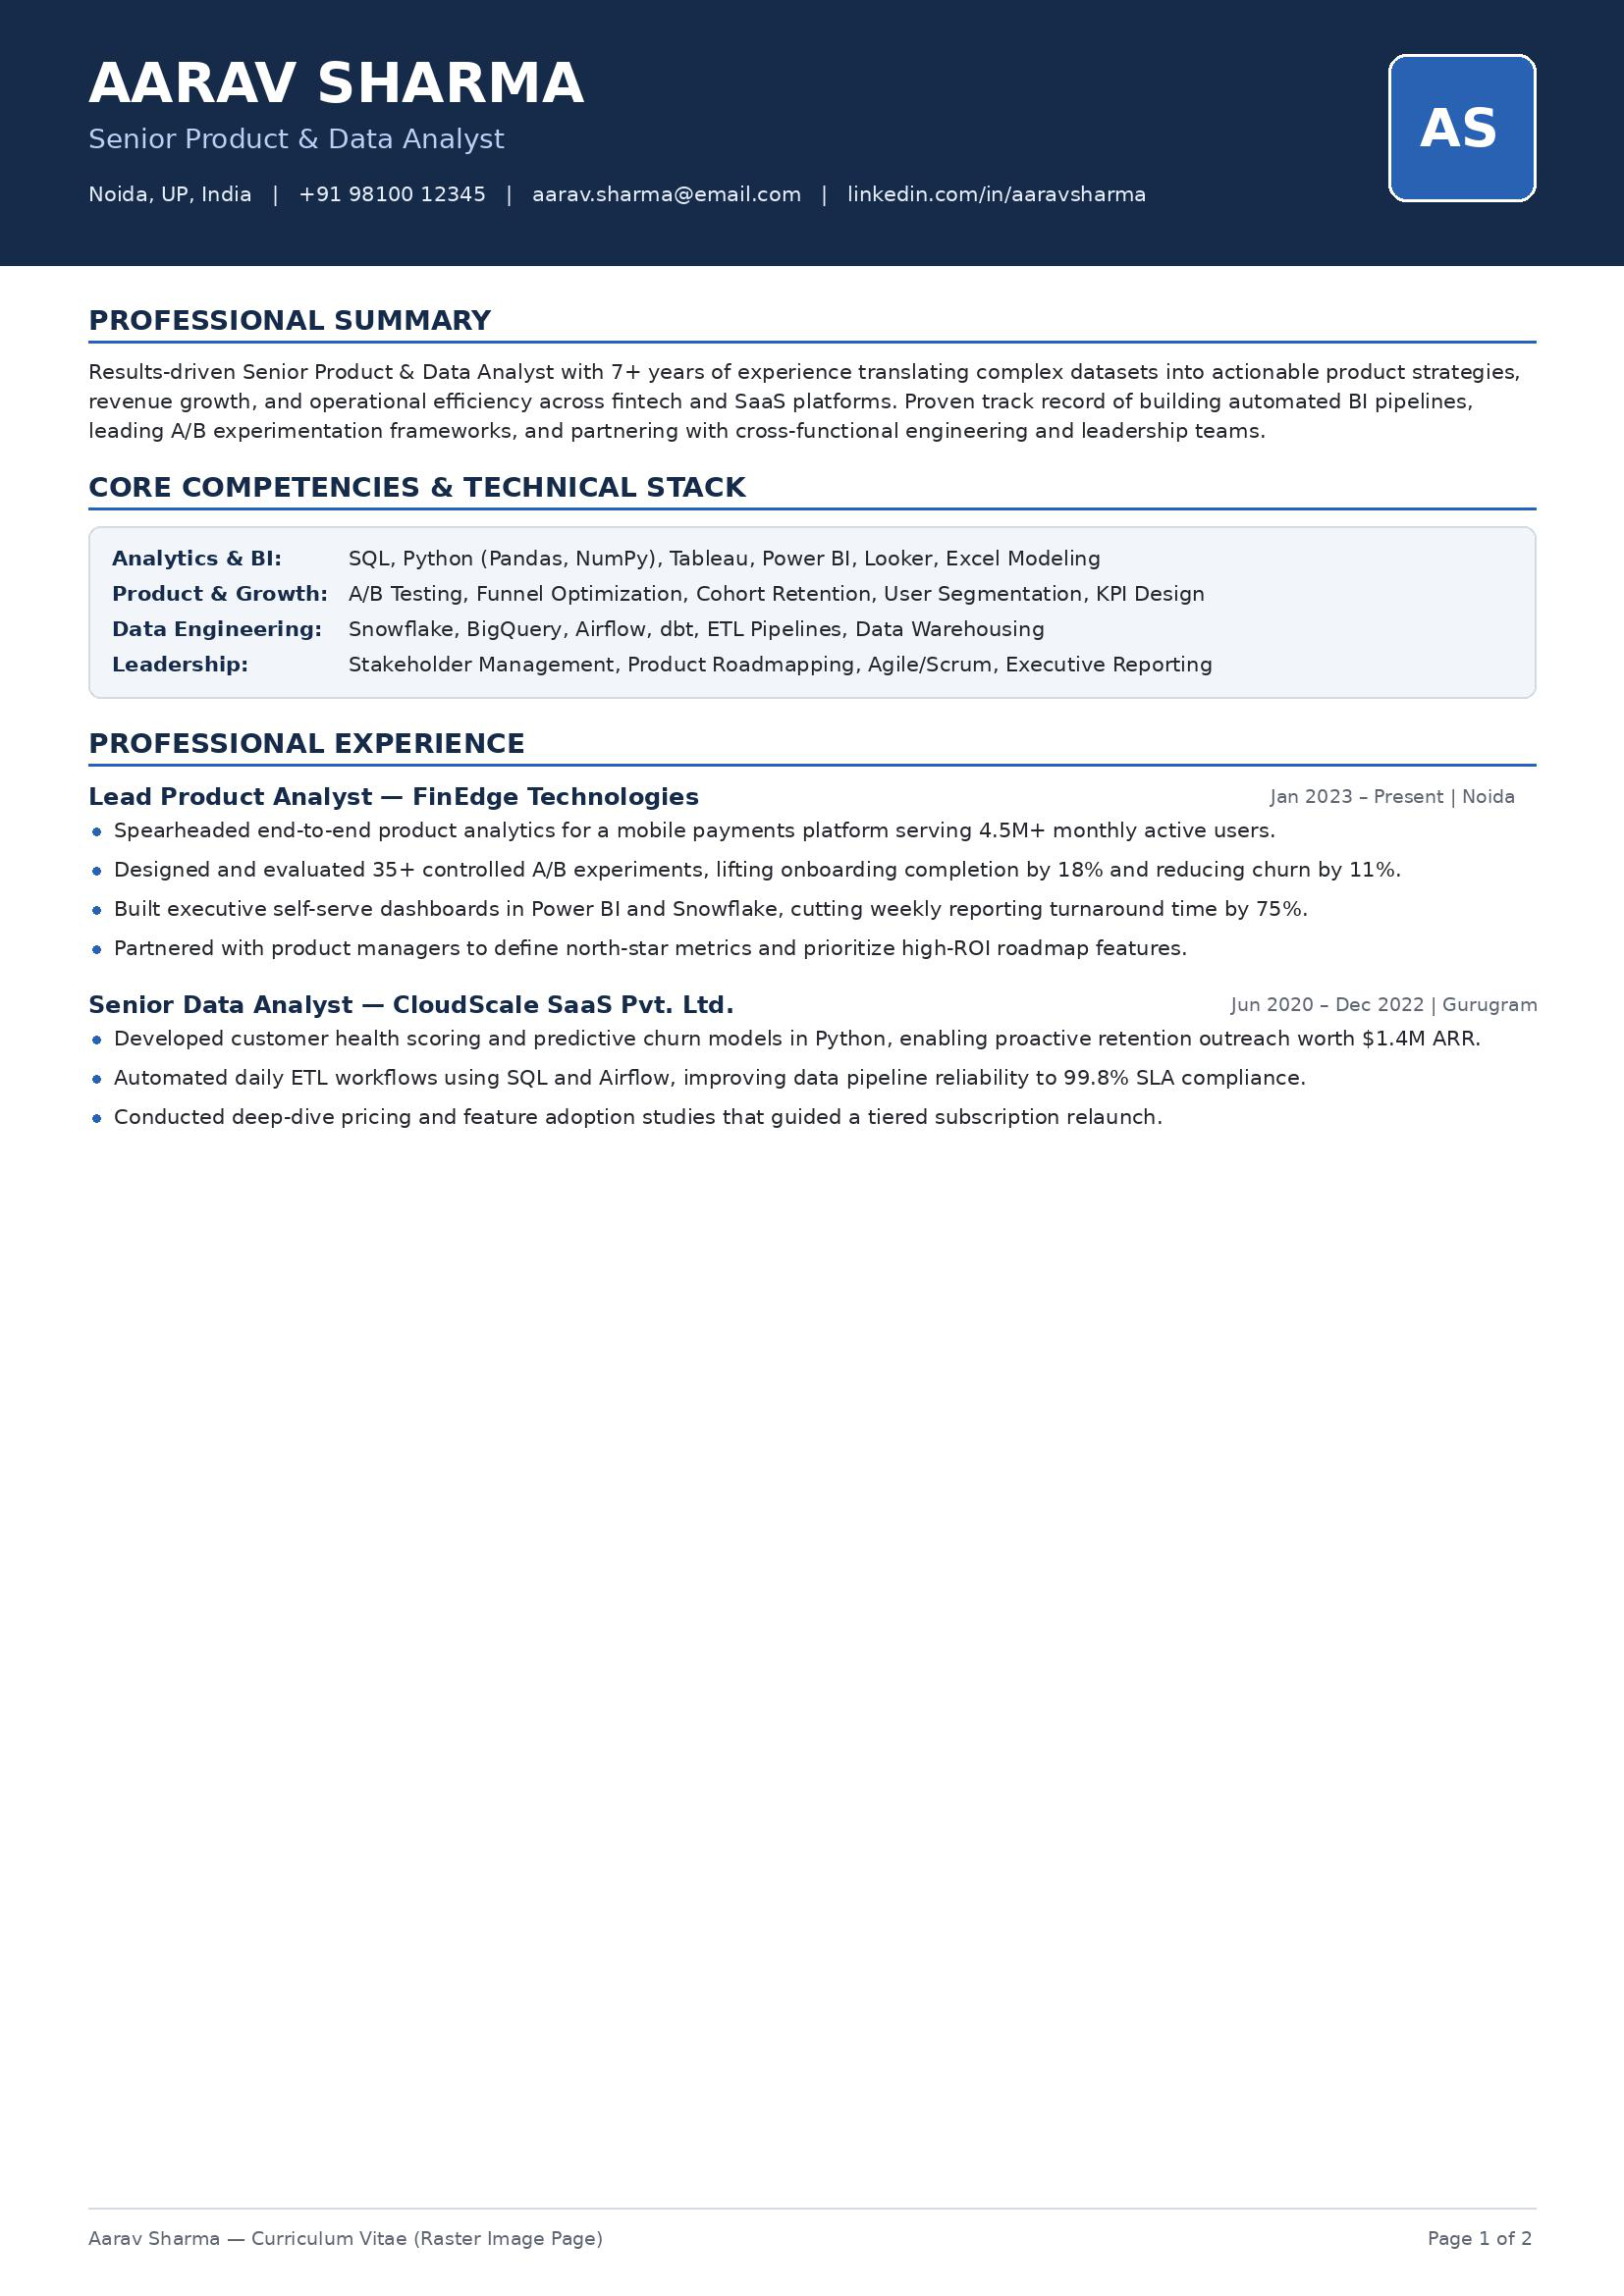 AARAV SHARMA
Senior Product & Data Analyst
Noida, UP, India | +91 98100 12345 | aarav.sharma@email.com | linkedin.com/in/aaravsharma
AS
PROFESSIONAL SUMMARY
Results-driven Senior Product & Data Analyst with 7+ years of experience translating complex datasets into actionable product strategies,
revenue growth, and operational efficiency across fintech and SaaS platforms. Proven track record of building automated BI pipelines,
leading A/B experimentation frameworks, and partnering with cross-functional engineering and leadership teams.
CORE COMPETENCIES & TECHNICAL STACK
Analytics & BI: SQL, Python (Pandas, NumPy), Tableau, Power BI, Looker, Excel Modeling
Product & Growth: A/B Testing, Funnel Optimization, Cohort Retention, User Segmentation, KPI Design
Data Engineering: Snowflake, BigQuery, Airflow, dbt, ETL Pipelines, Data Warehousing
Leadership: Stakeholder Management, Product Roadmapping, Agile/Scrum, Executive Reporting
PROFESSIONAL EXPERIENCE
Lead Product Analyst — FinEdge Technologies Jan 2023 – Present | Noida
• Spearheaded end-to-end product analytics for a mobile payments platform serving 4.5M+ monthly active users.
• Designed and evaluated 35+ controlled A/B experiments, lifting onboarding completion by 18% and reducing churn by 11%.
• Built executive self-serve dashboards in Power BI and Snowflake, cutting weekly reporting turnaround time by 75%.
• Partnered with product managers to define north-star metrics and prioritize high-ROI roadmap features.
Senior Data Analyst — CloudScale SaaS Pvt. Ltd. Jun 2020 – Dec 2022 | Gurugram
• Developed customer health scoring and predictive churn models in Python, enabling proactive retention outreach worth $1.4M ARR.
• Automated daily ETL workflows using SQL and Airflow, improving data pipeline reliability to 99.8% SLA compliance.
• Conducted deep-dive pricing and feature adoption studies that guided a tiered subscription relaunch.
Aarav Sharma — Curriculum Vitae (Raster Image Page) Page 1 of 2